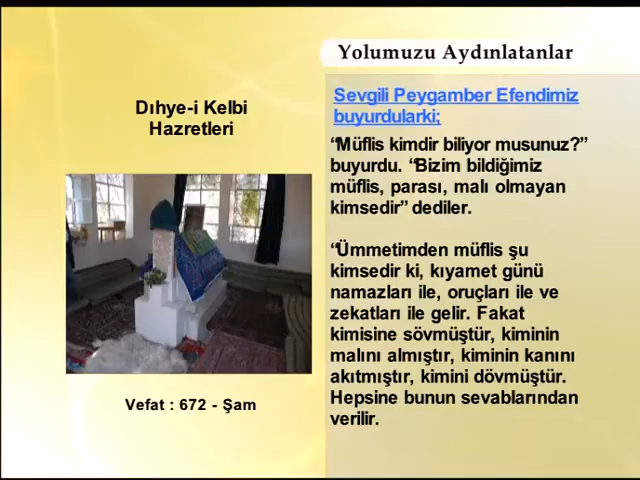 Yolumuzu Aydınlatanlar
Dıhye-i Kelbi
Hazretleri
Vefat : 672 - Şam
Sevgili Peygamber Efendimiz
buyurdularki;
“Müflis kimdir biliyor musunuz?”
buyurdu. “Bizim bildiğimiz
müflis, parası, malı olmayan
kimsedir” dediler.
“Ümmetimden müflis şu
kimsedir ki, kıyamet günü
namazları ile, oruçları ile ve
zekatları ile gelir. Fakat
kimisine sövmüştür, kiminin
malını almıştır, kiminin kanını
akıtmıştır, kimini dövmüştür.
Hepsine bunun sevablarından
verilir.